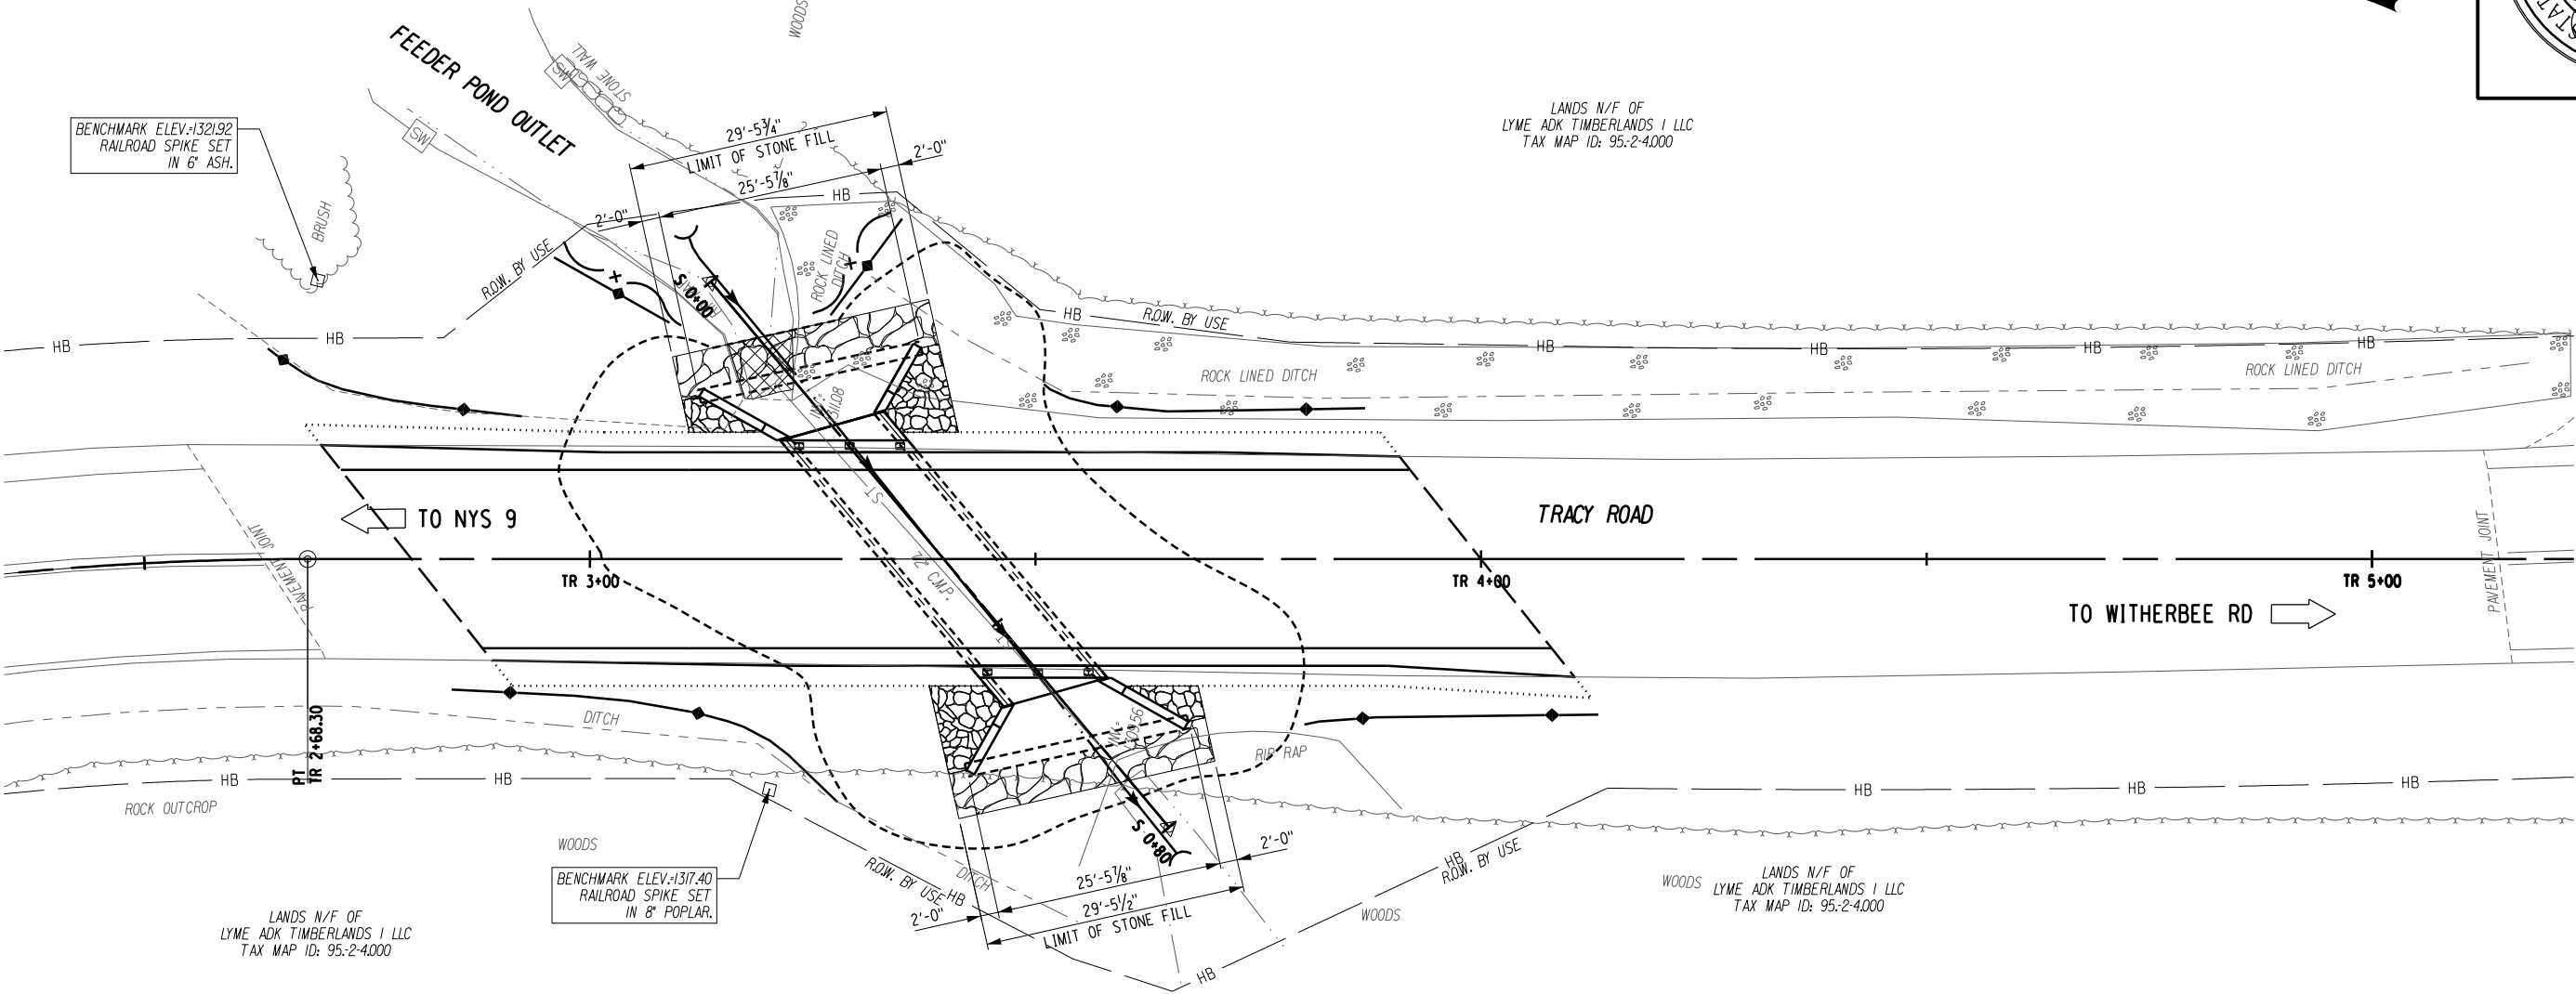 WOODS
FEEDER POND OUTLET
SW
STONE WALL
BENCHMARK ELEV.=1321.92
RAILROAD SPIKE SET
IN 6" ASH.
SW
BRUSH
29'-5¾"
LIMIT OF STONE FILL
25'-5⅞"
2'-0"
2'-0"
LANDS N/F OF
LYME ADK TIMBERLANDS I LLC
TAX MAP ID: 95.-2-4.000
R.O.W. BY USE
HB
ROCK LINED
DITCH
S 0+00
HB
HB
HB
R.O.W. BY USE
HB
HB
HB
HB
ROCK LINED DITCH
ROCK LINED DITCH
INV.=
1311.08
ST
PAVEMENT JOINT
TO NYS 9
TRACY ROAD
72" C.M.P.
TR 3+00
TR 4+00
TR 5+00
PAVEMENT JOINT
TO WITHERBEE RD
PT
TR 2+68.30
DITCH
INV.=
1309.56
RIP RAP
HB
HB
HB
HB
HB
ROCK OUTCROP
WOODS
S 0+80
BENCHMARK ELEV.=1317.40
RAILROAD SPIKE SET
IN 8" POPLAR.
R.O.W. BY USE
HB
DITCH
2'-0"
25'-5⅞"
2'-0"
29'-5½"
LIMIT OF STONE FILL
HB
R.O.W. BY USE
WOODS
WOODS
LANDS N/F OF
LYME ADK TIMBERLANDS I LLC
TAX MAP ID: 95.-2-4.000
LANDS N/F OF
LYME ADK TIMBERLANDS I LLC
TAX MAP ID: 95.-2-4.000
HB